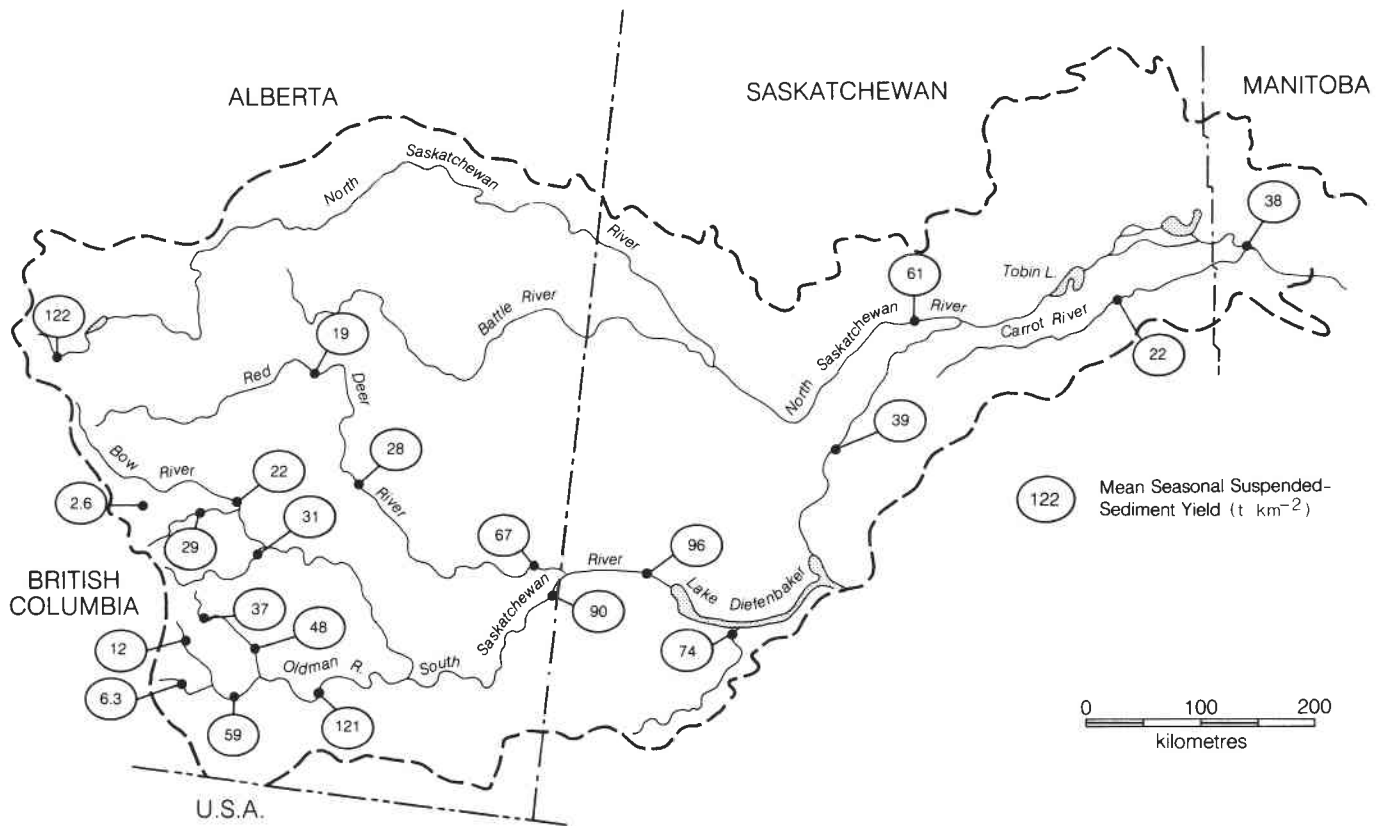 ALBERTA
SASKATCHEWAN
MANITOBA
North
Saskatchewan
River
Battle River
Red
Deer
River
Bow River
BRITISH
COLUMBIA
Oldman R.
South
Saskatchewan
River
Lake
Diefenbaker
North
Saskatchewan
River
Tobin L.
Carrot River
U.S.A.
122
19
28
22
2.6
29
31
37
48
12
6.3
59
121
67
90
96
74
39
61
22
38
122
Mean Seasonal Suspended-
Sediment Yield (t km⁻²)
0 100 200
kilometres